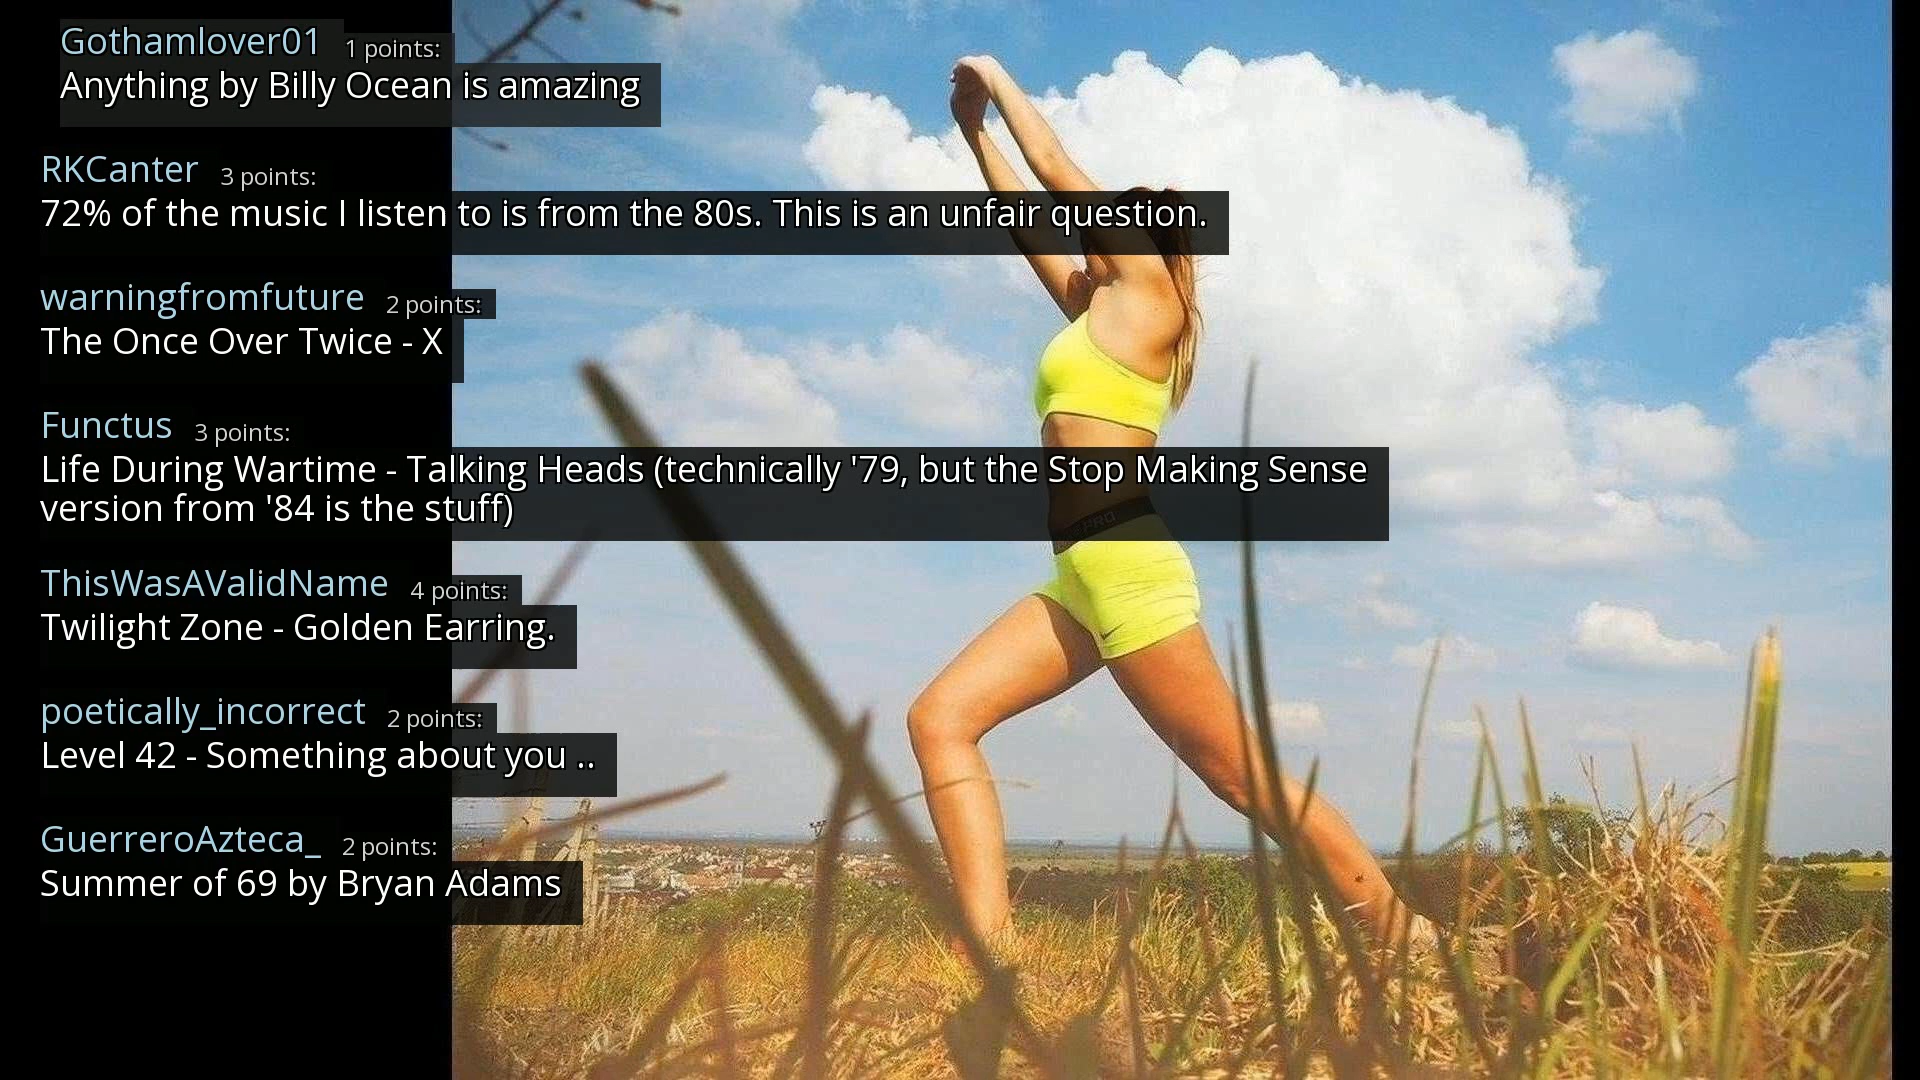 Gothamlover01 1 points:
Anything by Billy Ocean is amazing
RKCanter 3 points:
72% of the music I listen to is from the 80s. This is an unfair question.
warningfromfuture 2 points:
The Once Over Twice - X
Functus 3 points:
Life During Wartime - Talking Heads (technically '79, but the Stop Making Sense
version from '84 is the stuff)
PRO
ThisWasAValidName 4 points:
Twilight Zone - Golden Earring.
poetically_incorrect 2 points:
Level 42 - Something about you ..
GuerreroAzteca_ 2 points:
Summer of 69 by Bryan Adams